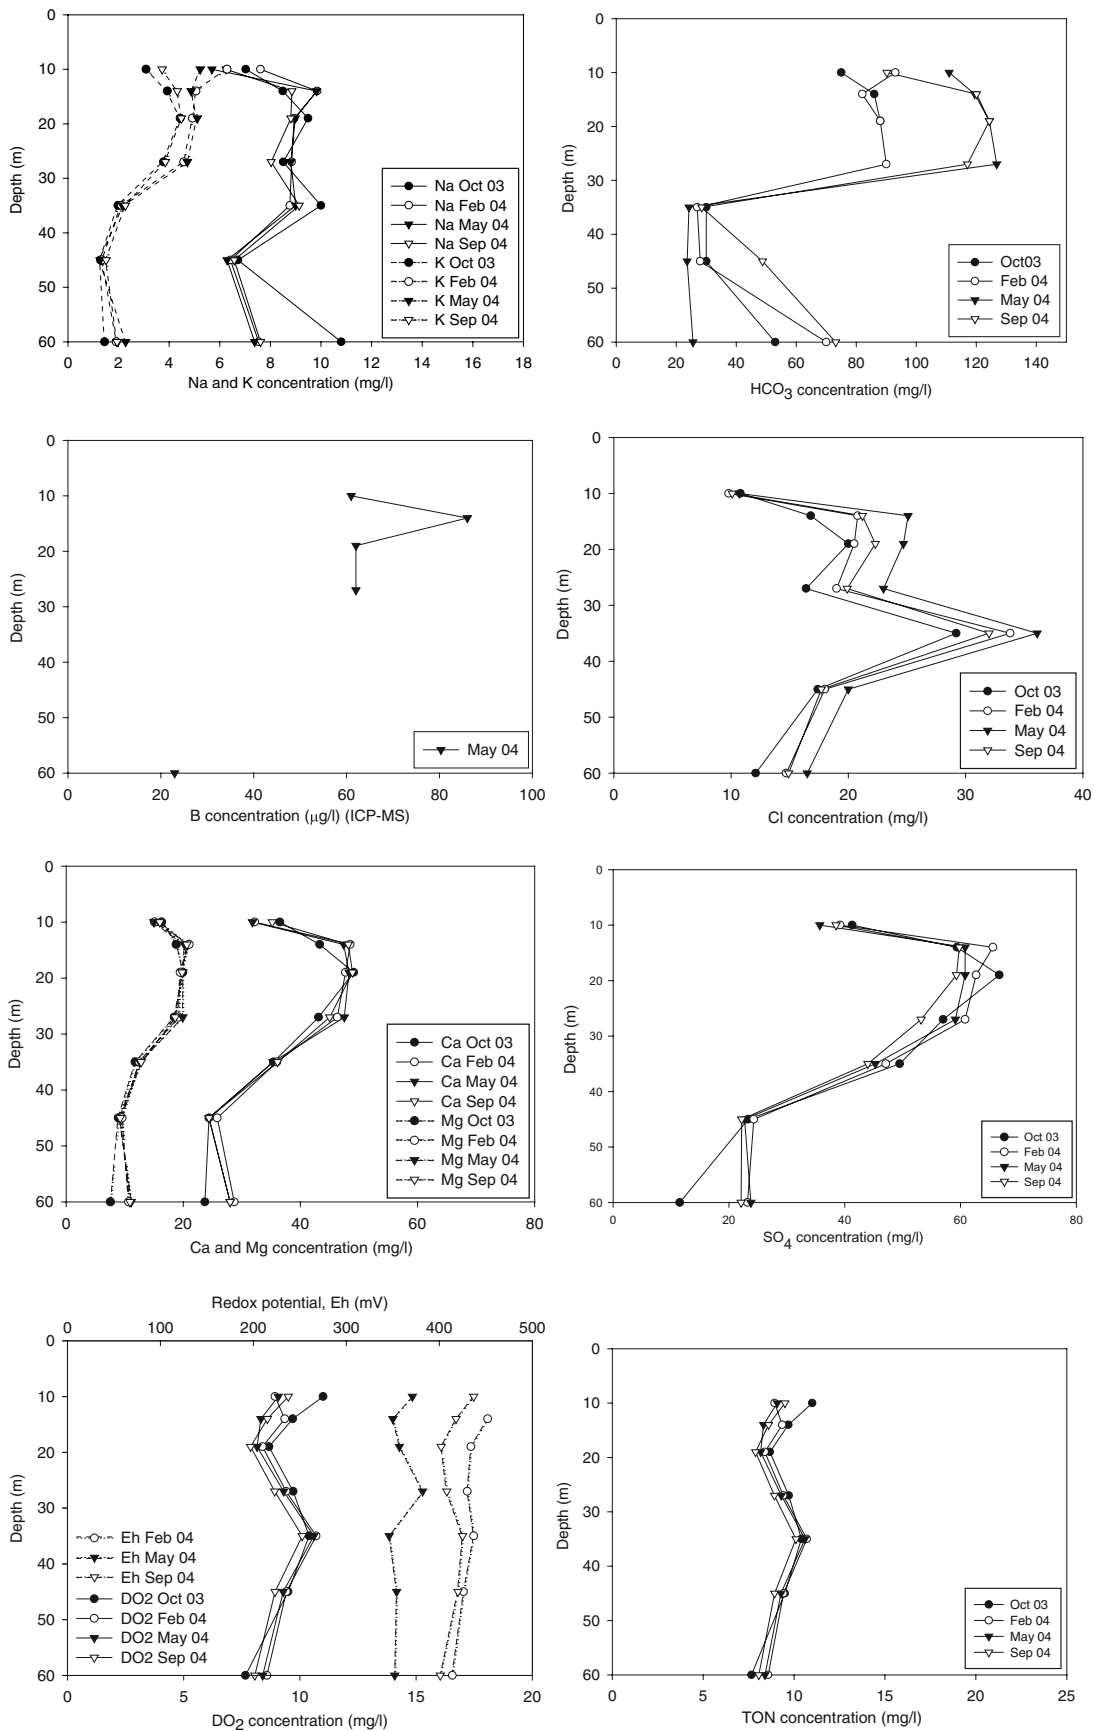 0
10
20
30
40
50
60
Depth (m)
0 2 4 6 8 10 12 14 16 18
Na and K concentration (mg/l)
Na Oct 03
Na Feb 04
Na May 04
Na Sep 04
K Oct 03
K Feb 04
K May 04
K Sep 04
0
10
20
30
40
50
60
Depth (m)
0 20 40 60 80 100 120 140
HCO3 concentration (mg/l)
Oct03
Feb 04
May 04
Sep 04
0
10
20
30
40
50
60
Depth (m)
0 20 40 60 80 100
B concentration (µg/l) (ICP-MS)
May 04
0
10
20
30
40
50
60
Depth (m)
0 10 20 30 40
Cl concentration (mg/l)
Oct 03
Feb 04
May 04
Sep 04
0
10
20
30
40
50
60
Depth (m)
0 20 40 60 80
Ca and Mg concentration (mg/l)
Ca Oct 03
Ca Feb 04
Ca May 04
Ca Sep 04
Mg Oct 03
Mg Feb 04
Mg May 04
Mg Sep 04
0
10
20
30
40
50
60
Depth (m)
0 20 40 60 80
SO4 concentration (mg/l)
Oct 03
Feb 04
May 04
Sep 04
Redox potential, Eh (mV)
0 100 200 300 400 500
0
10
20
30
40
50
60
Depth (m)
0 5 10 15 20
DO2 concentration (mg/l)
Eh Feb 04
Eh May 04
Eh Sep 04
DO2 Oct 03
DO2 Feb 04
DO2 May 04
DO2 Sep 04
0
10
20
30
40
50
60
Depth (m)
0 5 10 15 20 25
TON concentration (mg/l)
Oct 03
Feb 04
May 04
Sep 04